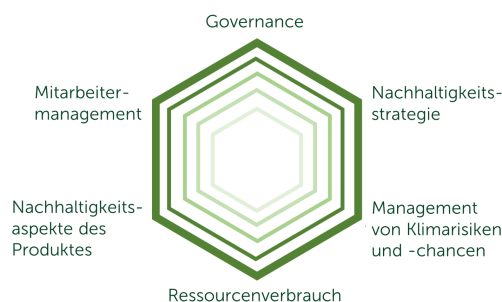 Governance
Mitarbeiter-
management
Nachhaltigkeits-
strategie
Nachhaltigkeits-
aspekte des
Produktes
Management
von Klimarisiken
und -chancen
Ressourcenverbrauch